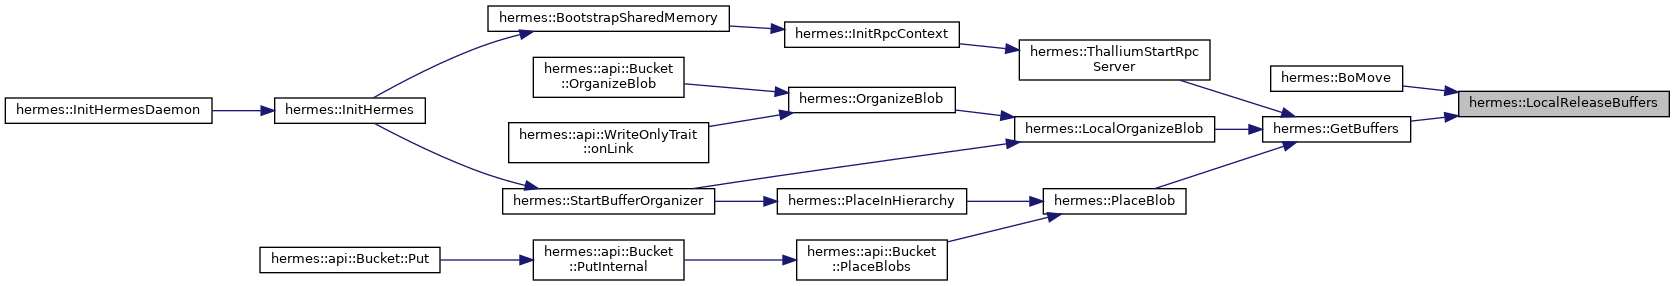 hermes::BootstrapSharedMemory
hermes::InitRpcContext
hermes::ThalliumStartRpc
Server
hermes::api::Bucket
::OrganizeBlob
hermes::BoMove
hermes::InitHermesDaemon
hermes::InitHermes
hermes::OrganizeBlob
hermes::LocalReleaseBuffers
hermes::api::WriteOnlyTrait
::onLink
hermes::LocalOrganizeBlob
hermes::GetBuffers
hermes::StartBufferOrganizer
hermes::PlaceInHierarchy
hermes::PlaceBlob
hermes::api::Bucket::Put
hermes::api::Bucket
::PutInternal
hermes::api::Bucket
::PlaceBlobs